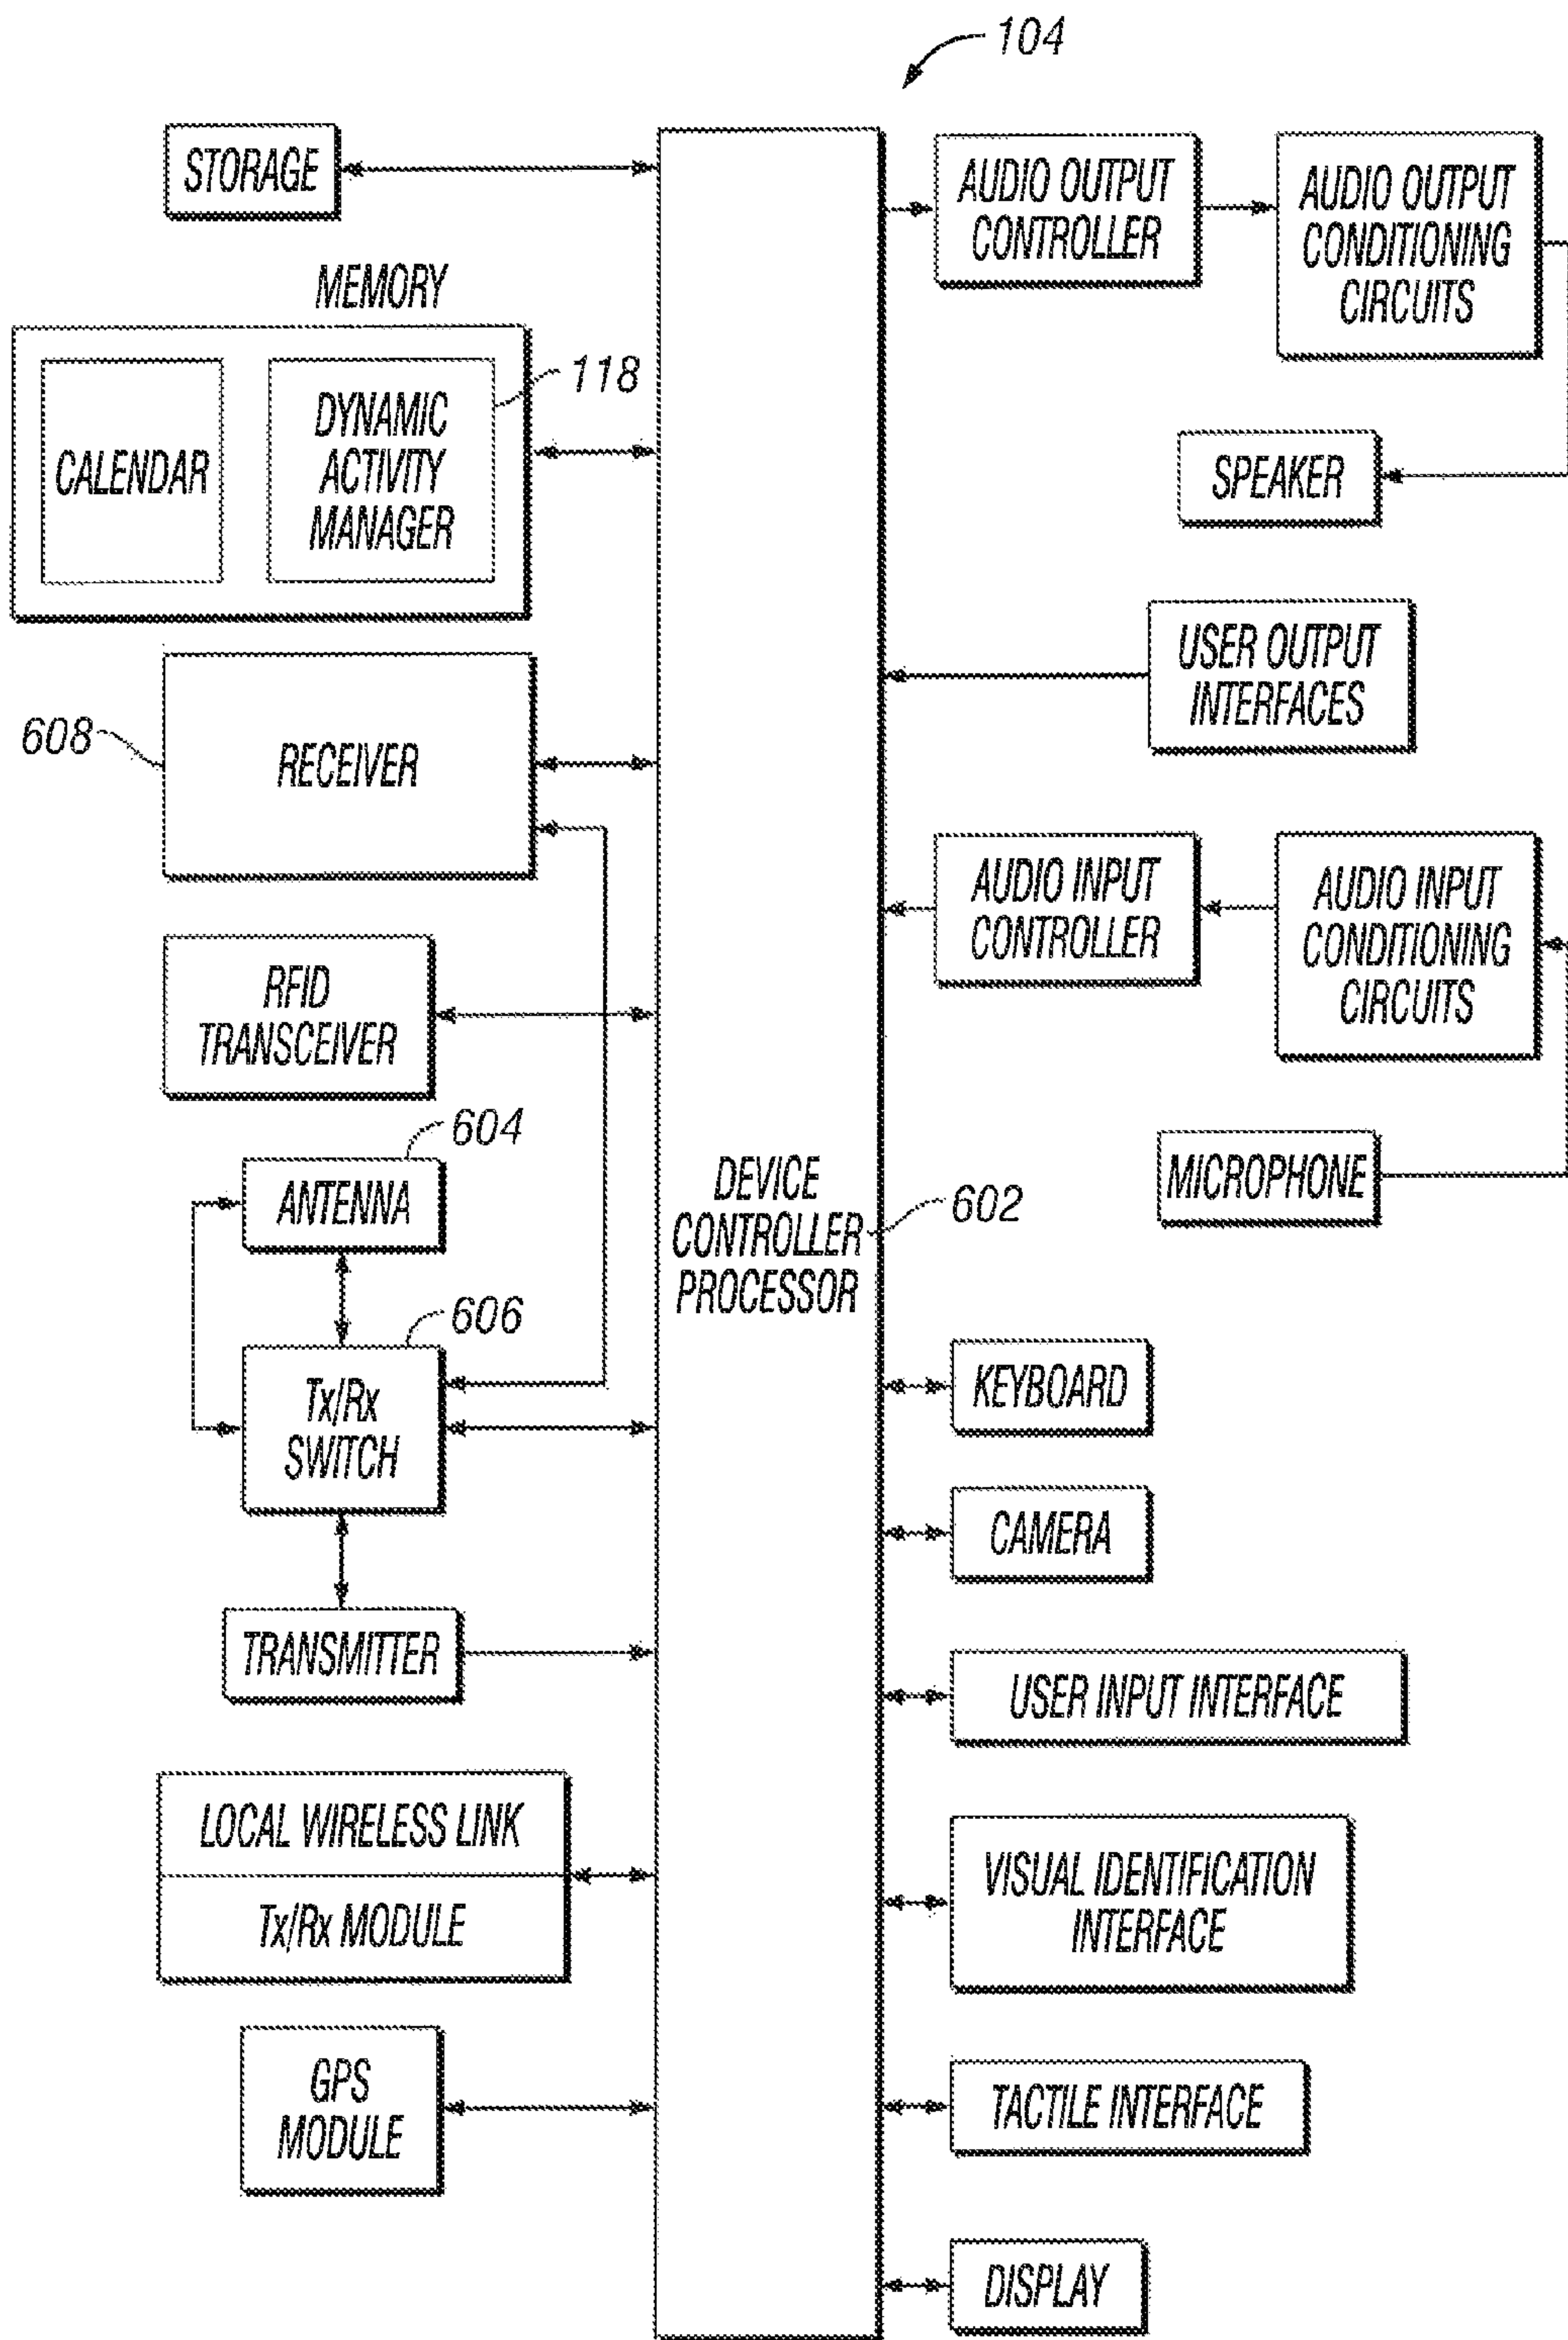 104
STORAGE
MEMORY
CALENDAR
DYNAMIC
ACTIVITY
MANAGER
118
608
RECEIVER
RFID
TRANSCEIVER
604
ANTENNA
606
Tx/Rx
SWITCH
TRANSMITTER
LOCAL WIRELESS LINK
Tx/Rx MODULE
GPS
MODULE
DEVICE
CONTROLLER
PROCESSOR
602
AUDIO OUTPUT
CONTROLLER
AUDIO OUTPUT
CONDITIONING
CIRCUITS
SPEAKER
USER OUTPUT
INTERFACES
AUDIO INPUT
CONTROLLER
AUDIO INPUT
CONDITIONING
CIRCUITS
MICROPHONE
KEYBOARD
CAMERA
USER INPUT INTERFACE
VISUAL IDENTIFICATION
INTERFACE
TACTILE INTERFACE
DISPLAY